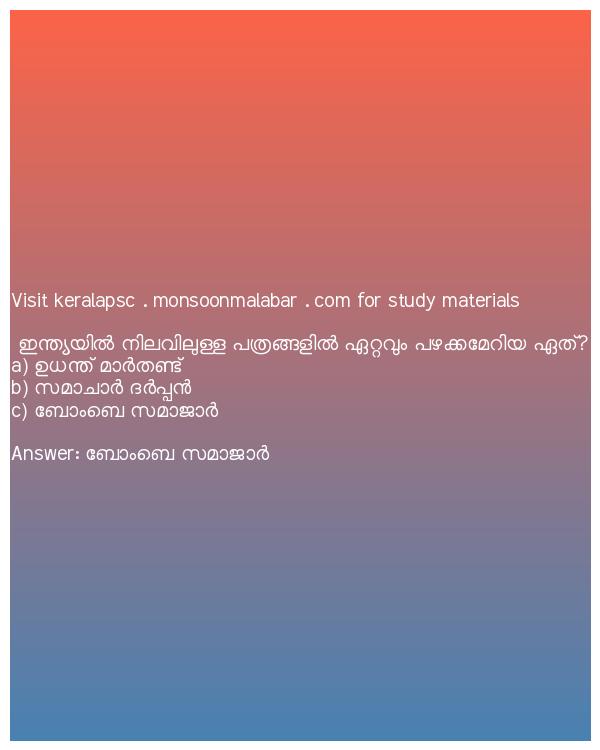 Visit keralapsc . monsoonmalabar . com for study materials
ഇന്ത്യയിൽ നിലവിലുള്ള പത്രങ്ങളിൽ ഏറ്റവും പഴക്കമേറിയ ഏത്?
a) ഉധന്ത് മാർതണ്ട്
b) സമാചാർ ദർപ്പൻ
c) ബോംബെ സമാജാർ
Answer: ബോംബെ സമാജാർ